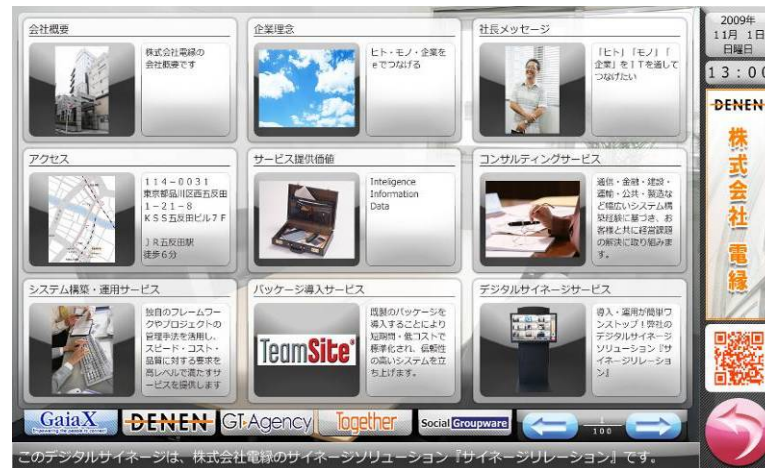 会社概要
株式会社電縁の
会社概要です
企業理念
ヒト・モノ・企業を
eでつなげる
社長メッセージ
「ヒト」「モノ」「
企業」をITを通して
つなげたい
アクセス
114-0031
東京都品川区西五反田
1-21-8
KSS五反田ビル7F
JR五反田駅
徒歩6分
サービス提供価値
Inteligence
Information
Data
コンサルティングサービス
通信・金融・建設・
運輸・公共・製造な
ど幅広いシステム構
築経験に基づき、お
客様と共に経営課題
の解決に取り組みま
す。
システム構築・運用サービス
独自のフレームワー
クやプロジェクトの
管理手法を活用し、
スピード・コスト・
品質に対する要求を
高レベルで満たすサ
ービスを提供します
パッケージ導入サービス
TeamSite
既製のパッケージを
導入することにより
短期間・低コストで
標準化され、信頼性
の高いシステムを立
ち上げます。
デジタルサイネージサービス
導入・運用が簡単ワ
ンストップ！弊社の
デジタルサイネージ
ソリューション『サ
イネージリレーショ
ン』
2009年
11月 1日
日曜日
13:00
DENEN
株式会社 電縁
GaiaX
DENEN
GT-Agency
Together
Social Groupware
1
100
このデジタルサイネージは、株式会社電縁のサイネージソリューション『サイネージリレーション』です。